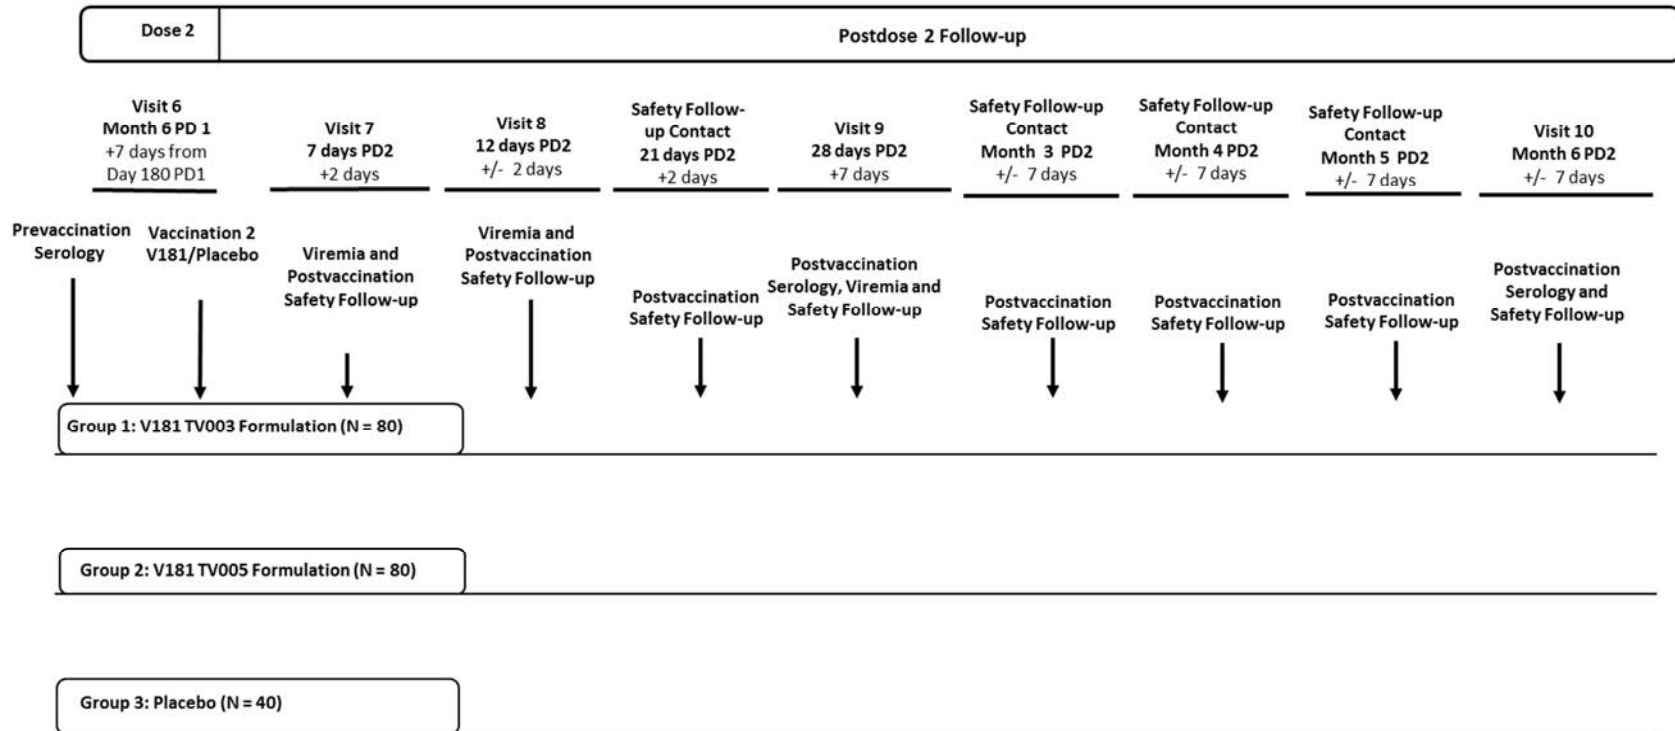 Dose 2
Postdose 2 Follow-up
Visit 6
Month 6 PD 1
+7 days from
Day 180 PD1
Visit 7
7 days PD2
+2 days
Visit 8
12 days PD2
+/- 2 days
Safety Follow-
up Contact
21 days PD2
+2 days
Visit 9
28 days PD2
+7 days
Safety Follow-up
Contact
Month 3 PD2
+/- 7 days
Safety Follow-up
Contact
Month 4 PD2
+/- 7 days
Safety Follow-up
Contact
Month 5 PD2
+/- 7 days
Visit 10
Month 6 PD2
+/- 7 days
Prevaccination
Serology
Vaccination 2
V181/Placebo
Viremia and
Postvaccination
Safety Follow-up
Viremia and
Postvaccination
Safety Follow-up
Postvaccination
Safety Follow-up
Postvaccination
Serology, Viremia and
Safety Follow-up
Postvaccination
Safety Follow-up
Postvaccination
Safety Follow-up
Postvaccination
Safety Follow-up
Postvaccination
Serology and
Safety Follow-up
Group 1: V181 TV003 Formulation (N = 80)
Group 2: V181 TV005 Formulation (N = 80)
Group 3: Placebo (N = 40)